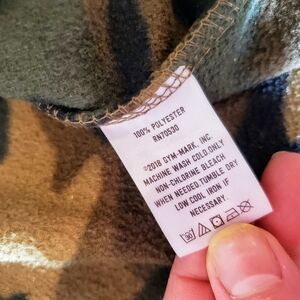 100% POLYESTER
RN70530
©2018 GYM-MARK, INC.
MACHINE WASH COLD.ONLY
NON-CHLORINE BLEACH
WHEN NEEDED.TUMBLE DRY
LOW COOL IRON IF
NECESSARY.